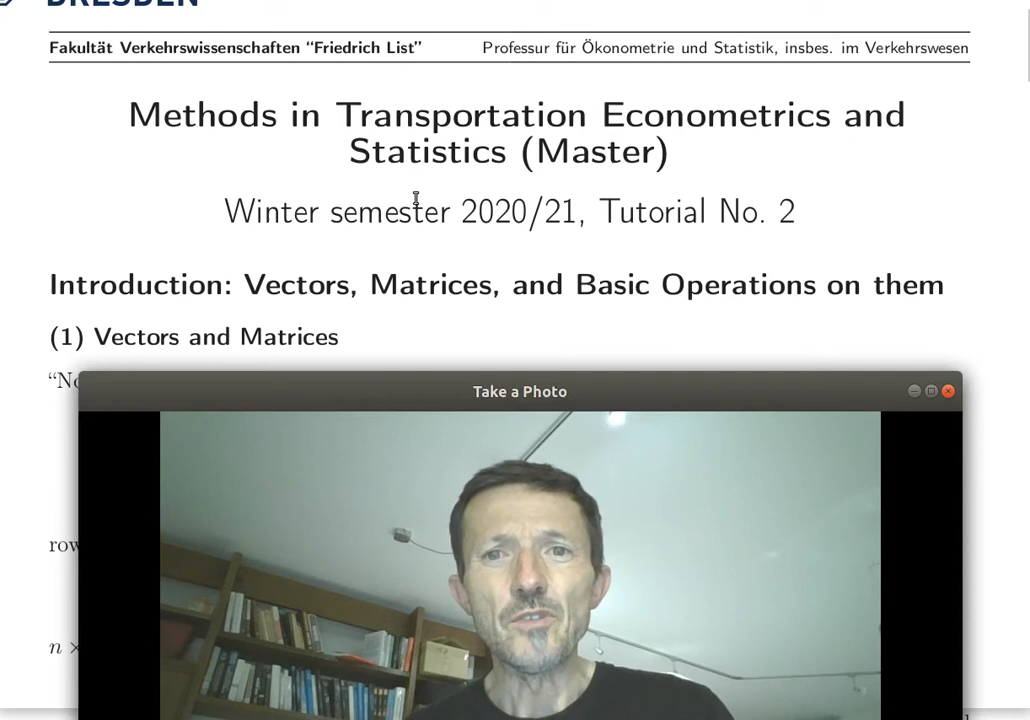 DRESDEN
Fakultät Verkehrswissenschaften “Friedrich List” Professur für Ökonometrie und Statistik, insbes. im Verkehrswesen
Methods in Transportation Econometrics and
Statistics (Master)
Winter semester 2020/21, Tutorial No. 2
Introduction: Vectors, Matrices, and Basic Operations on them
(1) Vectors and Matrices
Take a Photo
n ×